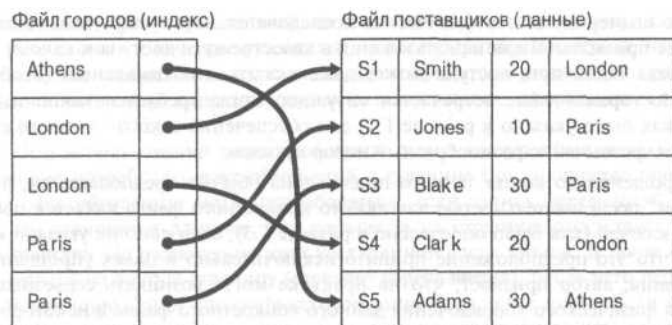 Файл городов (индекс) Файл поставщиков (данные)
Athens S1 Smith 20 London
London S2 Jones 10 Paris
London S3 Blake 30 Paris
Paris S4 Clark 20 London
Paris S5 Adams 30 Athens